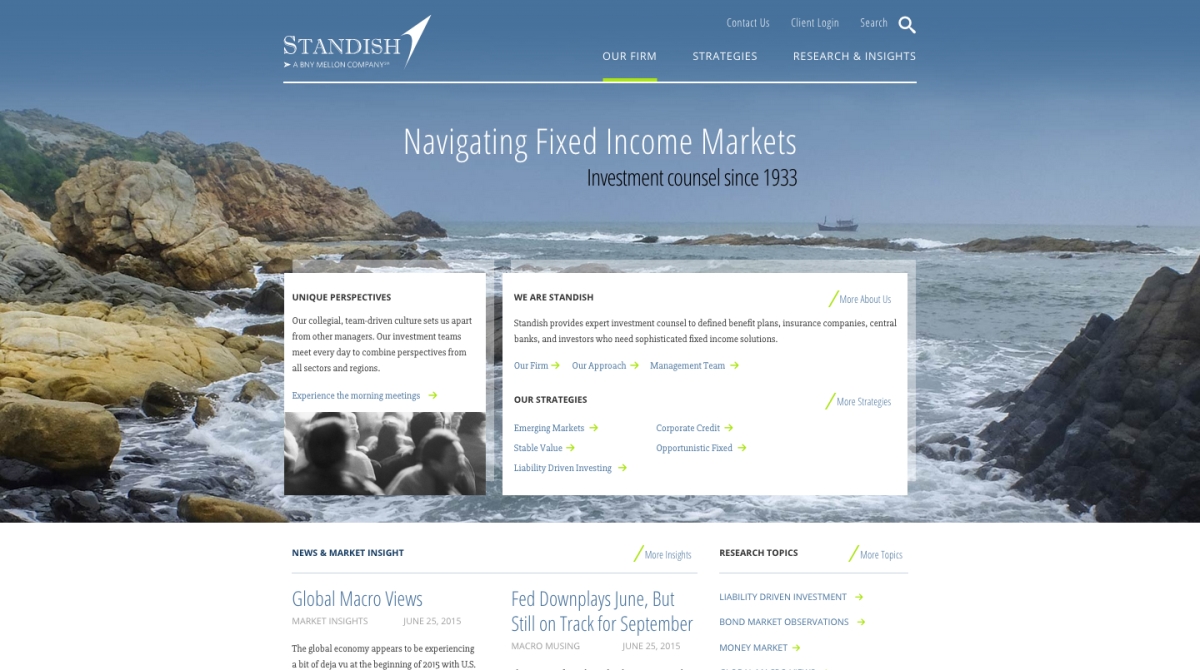 Contact Us
Client Login
Search
STANDISH
A BNY MELLON COMPANY℠
OUR FIRM
STRATEGIES
RESEARCH & INSIGHTS
Navigating Fixed Income Markets
Investment counsel since 1933
UNIQUE PERSPECTIVES
Our collegial, team-driven culture sets us apart
from other managers. Our investment teams
meet every day to combine perspectives from
all sectors and regions.
Experience the morning meetings
WE ARE STANDISH
More About Us
Standish provides expert investment counsel to defined benefit plans, insurance companies, central
banks, and investors who need sophisticated fixed income solutions.
Our Firm
Our Approach
Management Team
OUR STRATEGIES
More Strategies
Emerging Markets
Corporate Credit
Stable Value
Opportunistic Fixed
Liability Driven Investing
NEWS & MARKET INSIGHT
More Insights
Global Macro Views
MARKET INSIGHTS
JUNE 25, 2015
The global economy appears to be experiencing
a bit of deja vu at the beginning of 2015 with U.S.
Fed Downplays June, But
Still on Track for September
MACRO MUSING
JUNE 25, 2015
RESEARCH TOPICS
More Topics
LIABILITY DRIVEN INVESTMENT
BOND MARKET OBSERVATIONS
MONEY MARKET